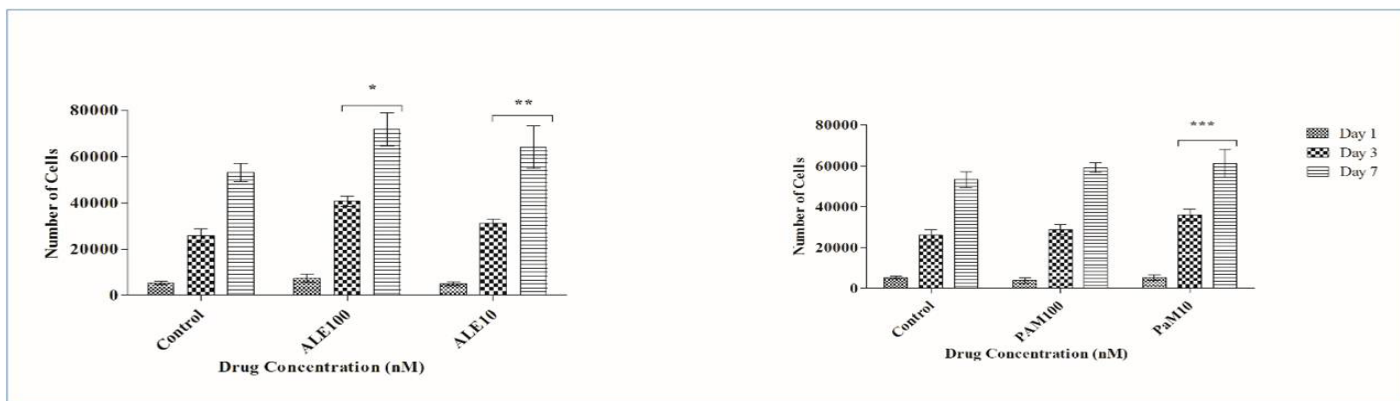 *
**
80000
60000
40000
20000
0
Number of Cells
Control
ALE100
ALE10
Drug Concentration (nM)
***
80000
60000
40000
20000
0
Number of Cells
Control
PAM100
PaM10
Drug Concentration (nM)
Day 1
Day 3
Day 7